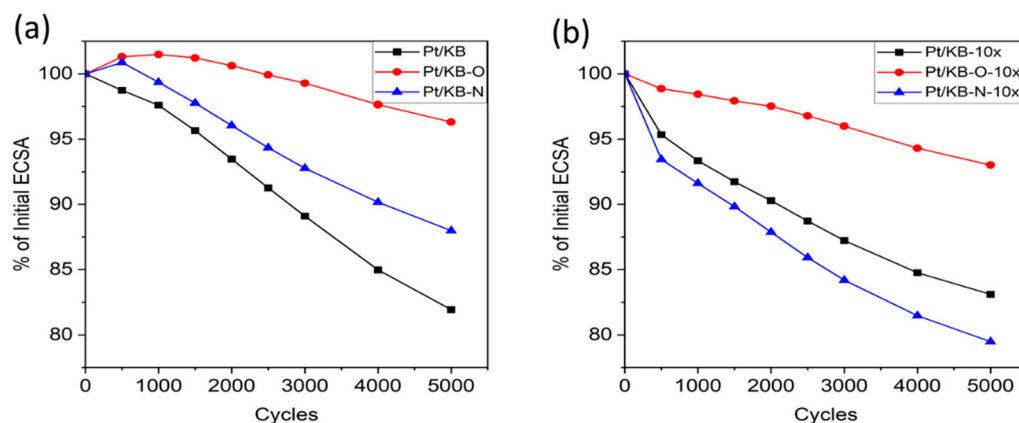 (a)
Pt/KB
Pt/KB-O
Pt/KB-N
100
95
90
85
80
% of Initial ECSA
0 1000 2000 3000 4000 5000
Cycles
(b)
Pt/KB-10x
Pt/KB-O-10x
Pt/KB-N-10x
100
95
90
85
80
% of Initial ECSA
0 1000 2000 3000 4000 5000
Cycles